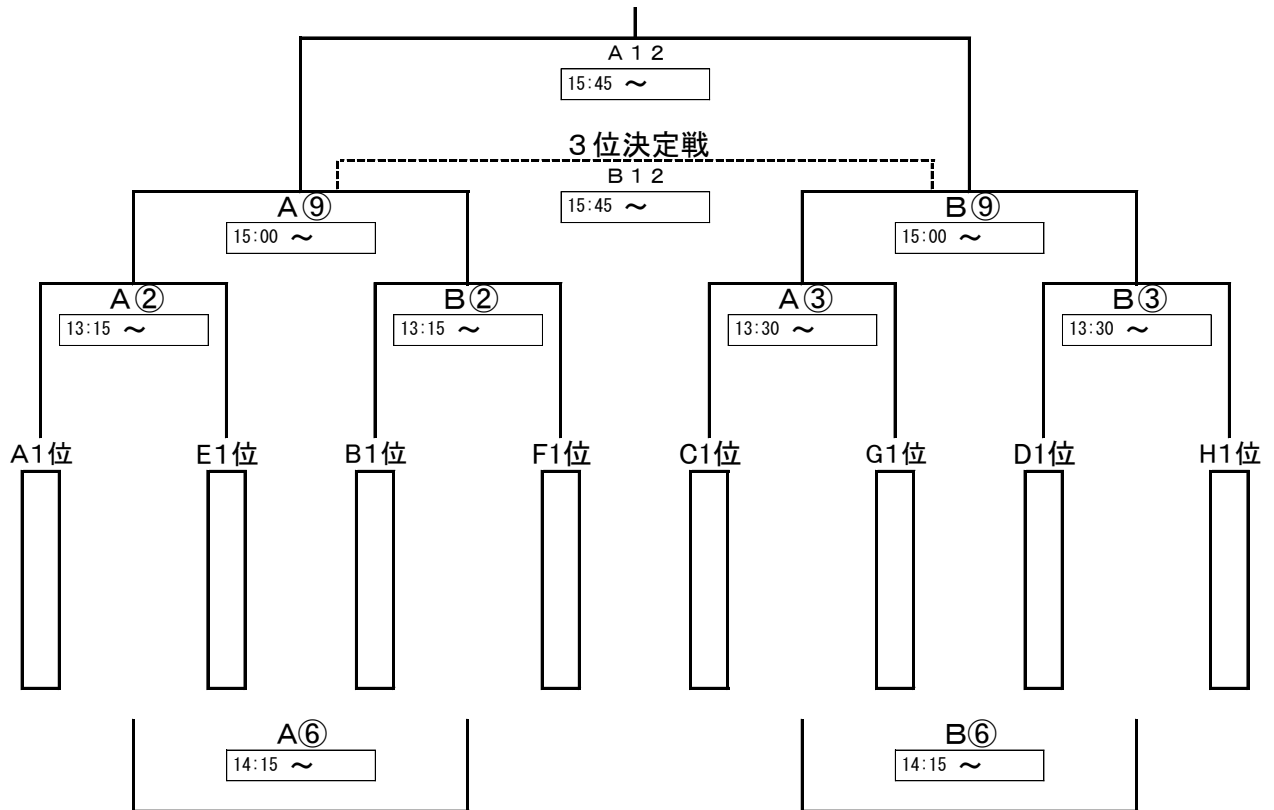 A12
15:45 ～
３位決定戦
B12
15:45 ～
A⑨
15:00 ～
B⑨
15:00 ～
A②
13:15 ～
B②
13:15 ～
A③
13:30 ～
B③
13:30 ～
A1位
E1位
B1位
F1位
C1位
G1位
D1位
H1位
A⑥
14:15 ～
B⑥
14:15 ～